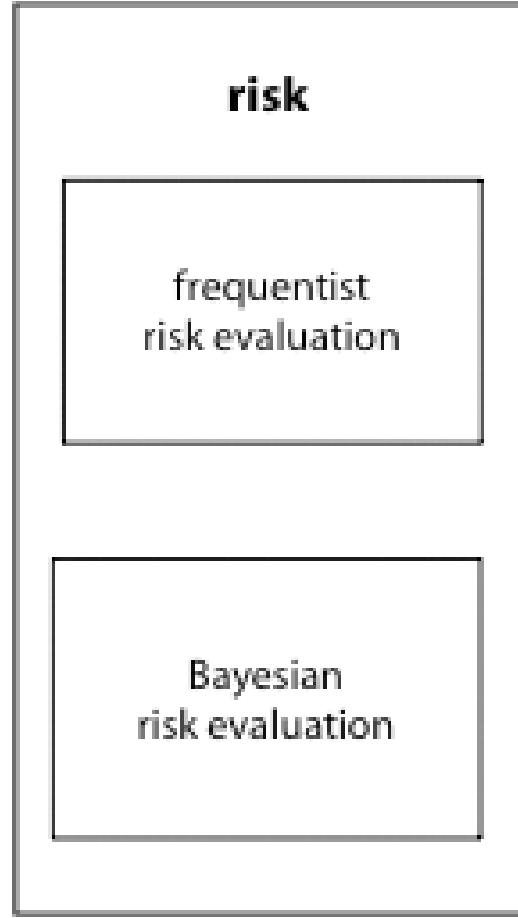 risk
frequentist
risk evaluation
Bayesian
risk evaluation